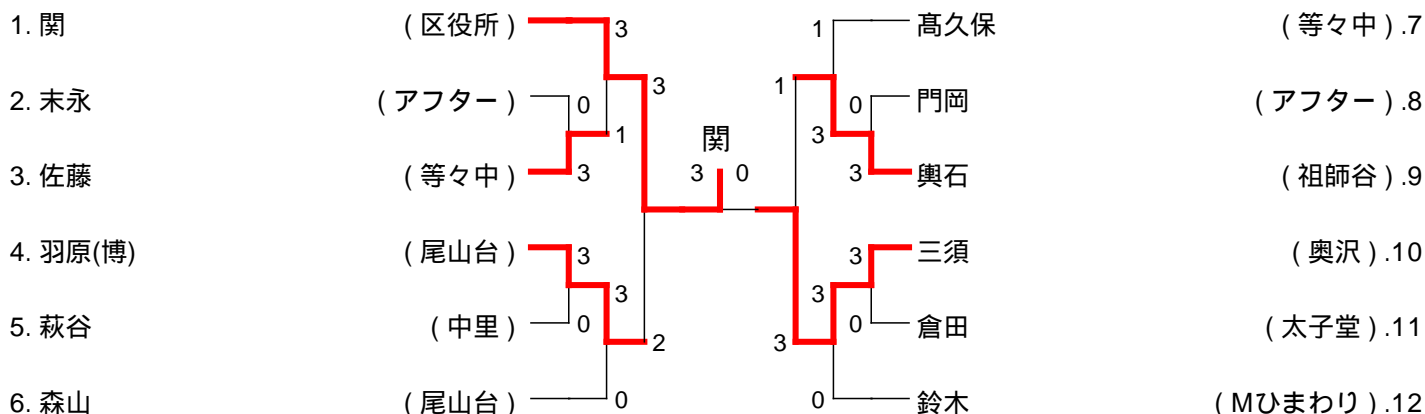 1. 関 ( 区役所 ) 3 1 髙久保 ( 等々中 ) .7
3 1
2. 末永 ( アフター ) 0 0 門岡 ( アフター ) .8
1 関 3
3. 佐藤 ( 等々中 ) 3 3 0 3 輿石 ( 祖師谷 ) .9
4. 羽原(博) ( 尾山台 ) 3 3 三須 ( 奥沢 ) .10
3 3
5. 萩谷 ( 中里 ) 0 0 倉田 ( 太子堂 ) .11
2 3
6. 森山 ( 尾山台 ) 0 0 鈴木 ( Mひまわり ) .12